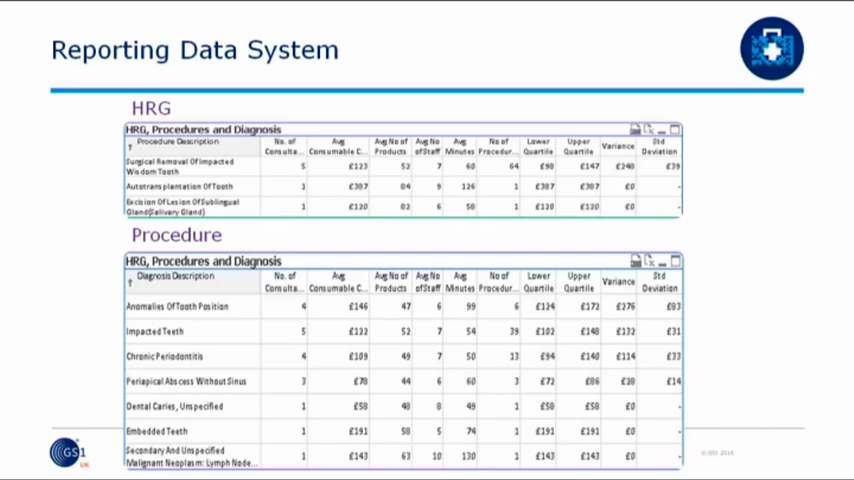 Reporting Data System
HRG
HRG, Procedures and Diagnosis
Procedure Description No. of Consulta... Avg Consumable C... Avg No of Products Avg No of Staff Avg Minutes No of Procedur... Lower Quartile Upper Quartile Variance Std Deviation
Surgical Removal Of Impacted Wisdom Tooth 5 £123 52 7 60 64 £98 £147 £240 £39
Autotransplantation Of Tooth 1 £387 84 9 126 1 £387 £387 £0 -
Excision Of Lesion Of Sublingual Gland(Salivary Gland) 1 £120 82 6 58 1 £120 £120 £0 -
Procedure
HRG, Procedures and Diagnosis
Diagnosis Description No. of Consulta... Avg Consumable C... Avg No of Products Avg No of Staff Avg Minutes No of Procedur... Lower Quartile Upper Quartile Variance Std Deviation
Anomalies Of Tooth Position 4 £146 47 6 99 6 £124 £172 £276 £83
Impacted Teeth 5 £122 52 7 54 39 £102 £148 £132 £31
Chronic Periodontitis 4 £109 49 7 50 13 £94 £140 £114 £33
Periapical Abscess Without Sinus 3 £78 44 6 60 3 £72 £86 £28 £14
Dental Caries, Unspecified 1 £58 48 8 49 1 £58 £58 £0 -
Embedded Teeth 1 £191 58 5 74 1 £191 £191 £0 -
Secondary And Unspecified Malignant Neoplasm: Lymph Node... 1 £143 63 10 130 1 £143 £143 £0 -
GS1
UK